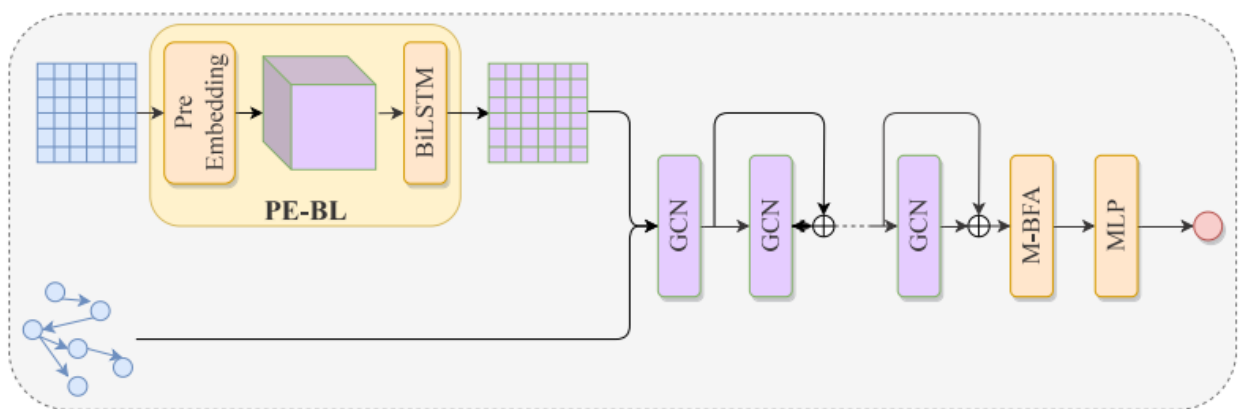 Pre
Embedding
BiLSTM
PE-BL
GCN
GCN
GCN
M-BFA
MLP